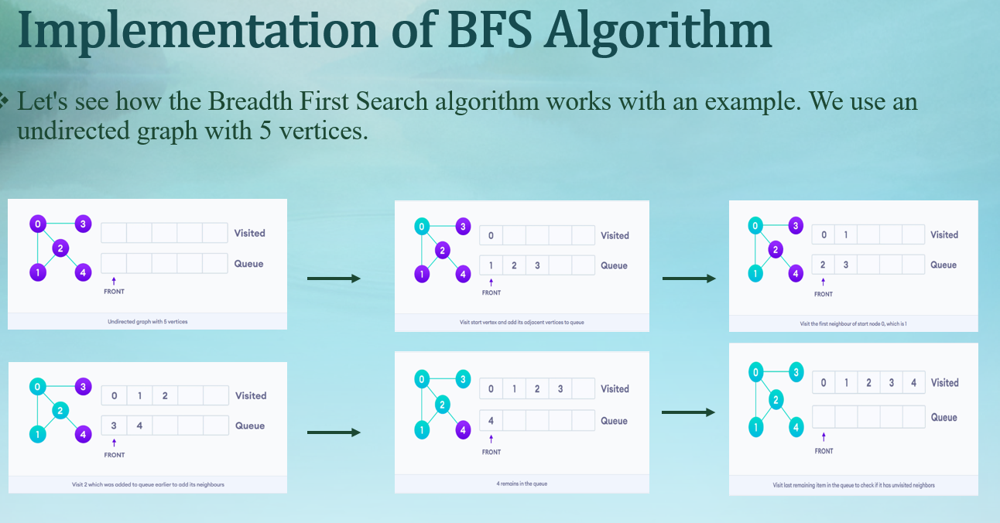 Implementation of BFS Algorithm
❖ Let's see how the Breadth First Search algorithm works with an example. We use an
undirected graph with 5 vertices.
0 3
2
1 4
Visited
Queue
FRONT
Undirected graph with 5 vertices
0 3
2
1 4
0 Visited
1 2 3 Queue
FRONT
Visit start vertex and add its adjacent vertices to queue
0 3
2
1 4
0 1 Visited
2 3 Queue
FRONT
Visit the first neighbour of start node 0, which is 1
0 3
2
1 4
0 1 2 Visited
3 4 Queue
FRONT
Visit 2 which was added to queue earlier to add its neighbours
0 3
2
1 4
0 1 2 3 Visited
4 Queue
FRONT
4 remains in the queue
0 3
2
1 4
0 1 2 3 4 Visited
Queue
FRONT
Visit last remaining item in the queue to check if it has unvisited neighbors